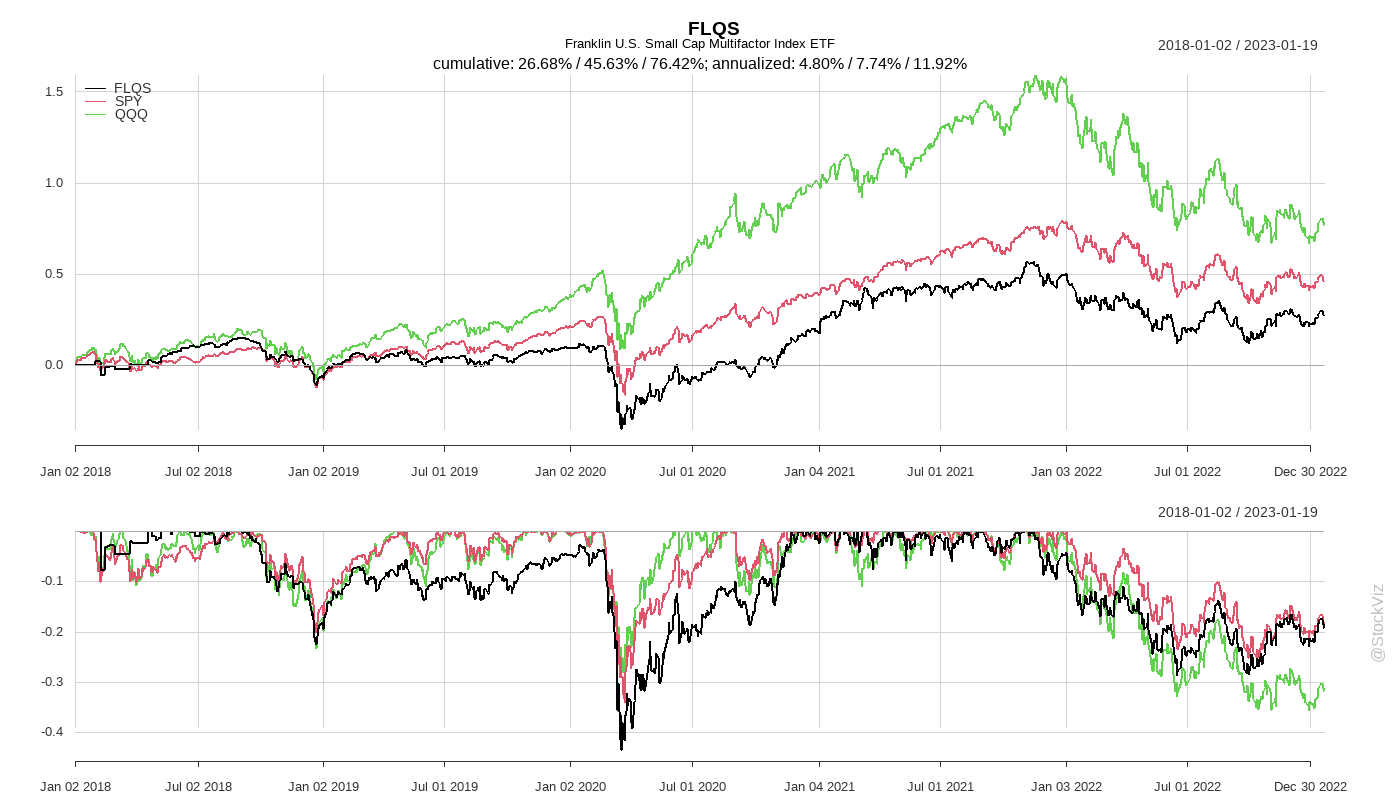 FLQS
Franklin U.S. Small Cap Multifactor Index ETF
2018-01-02 / 2023-01-19
cumulative: 26.68% / 45.63% / 76.42%; annualized: 4.80% / 7.74% / 11.92%
FLQS
SPY
QQQ
1.5
1.0
0.5
0.0
Jan 02 2018 Jul 02 2018 Jan 02 2019 Jul 01 2019 Jan 02 2020 Jul 01 2020 Jan 04 2021 Jul 01 2021 Jan 03 2022 Jul 01 2022 Dec 30 2022
2018-01-02 / 2023-01-19
-0.1
-0.2
-0.3
-0.4
Jan 02 2018 Jul 02 2018 Jan 02 2019 Jul 01 2019 Jan 02 2020 Jul 01 2020 Jan 04 2021 Jul 01 2021 Jan 03 2022 Jul 01 2022 Dec 30 2022
@StockViz